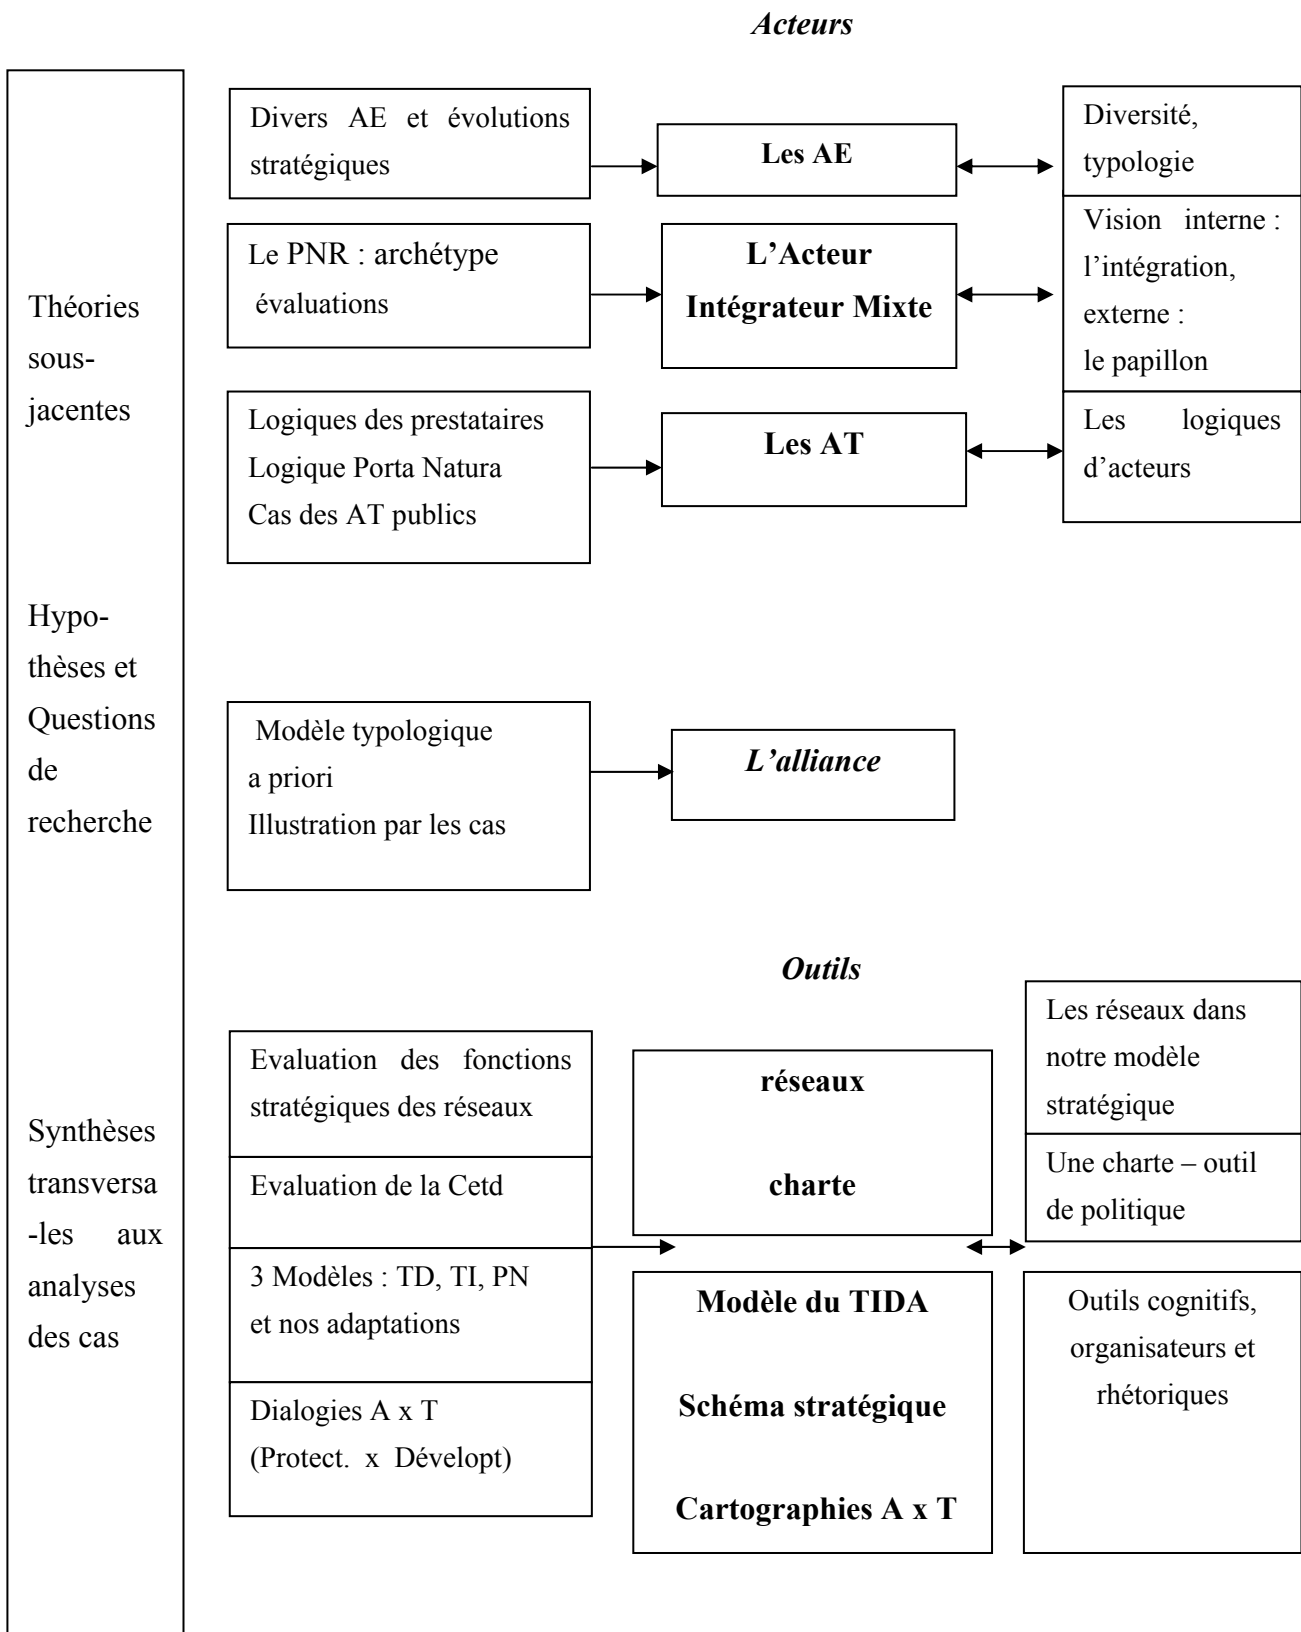 Acteurs
Théories
sous-
jacentes
Hypo-
thèses et
Questions
de
recherche
Synthèses
transversa
-les aux
analyses
des cas
Divers AE et évolutions
stratégiques
Les AE
Diversité,
typologie
Le PNR : archétype
évaluations
L’Acteur
Intégrateur Mixte
Vision interne :
l’intégration,
externe :
le papillon
Logiques des prestataires
Logique Porta Natura
Cas des AT publics
Les AT
Les logiques
d’acteurs
Modèle typologique
a priori
Illustration par les cas
L’alliance
Outils
Evaluation des fonctions
stratégiques des réseaux
Evaluation de la Cetd
3 Modèles : TD, TI, PN
et nos adaptations
Dialogies A x T
(Protect. x Dévelopt)
réseaux
charte
Modèle du TIDA
Schéma stratégique
Cartographies A x T
Les réseaux dans
notre modèle
stratégique
Une charte – outil
de politique
Outils cognitifs,
organisateurs et
rhétoriques